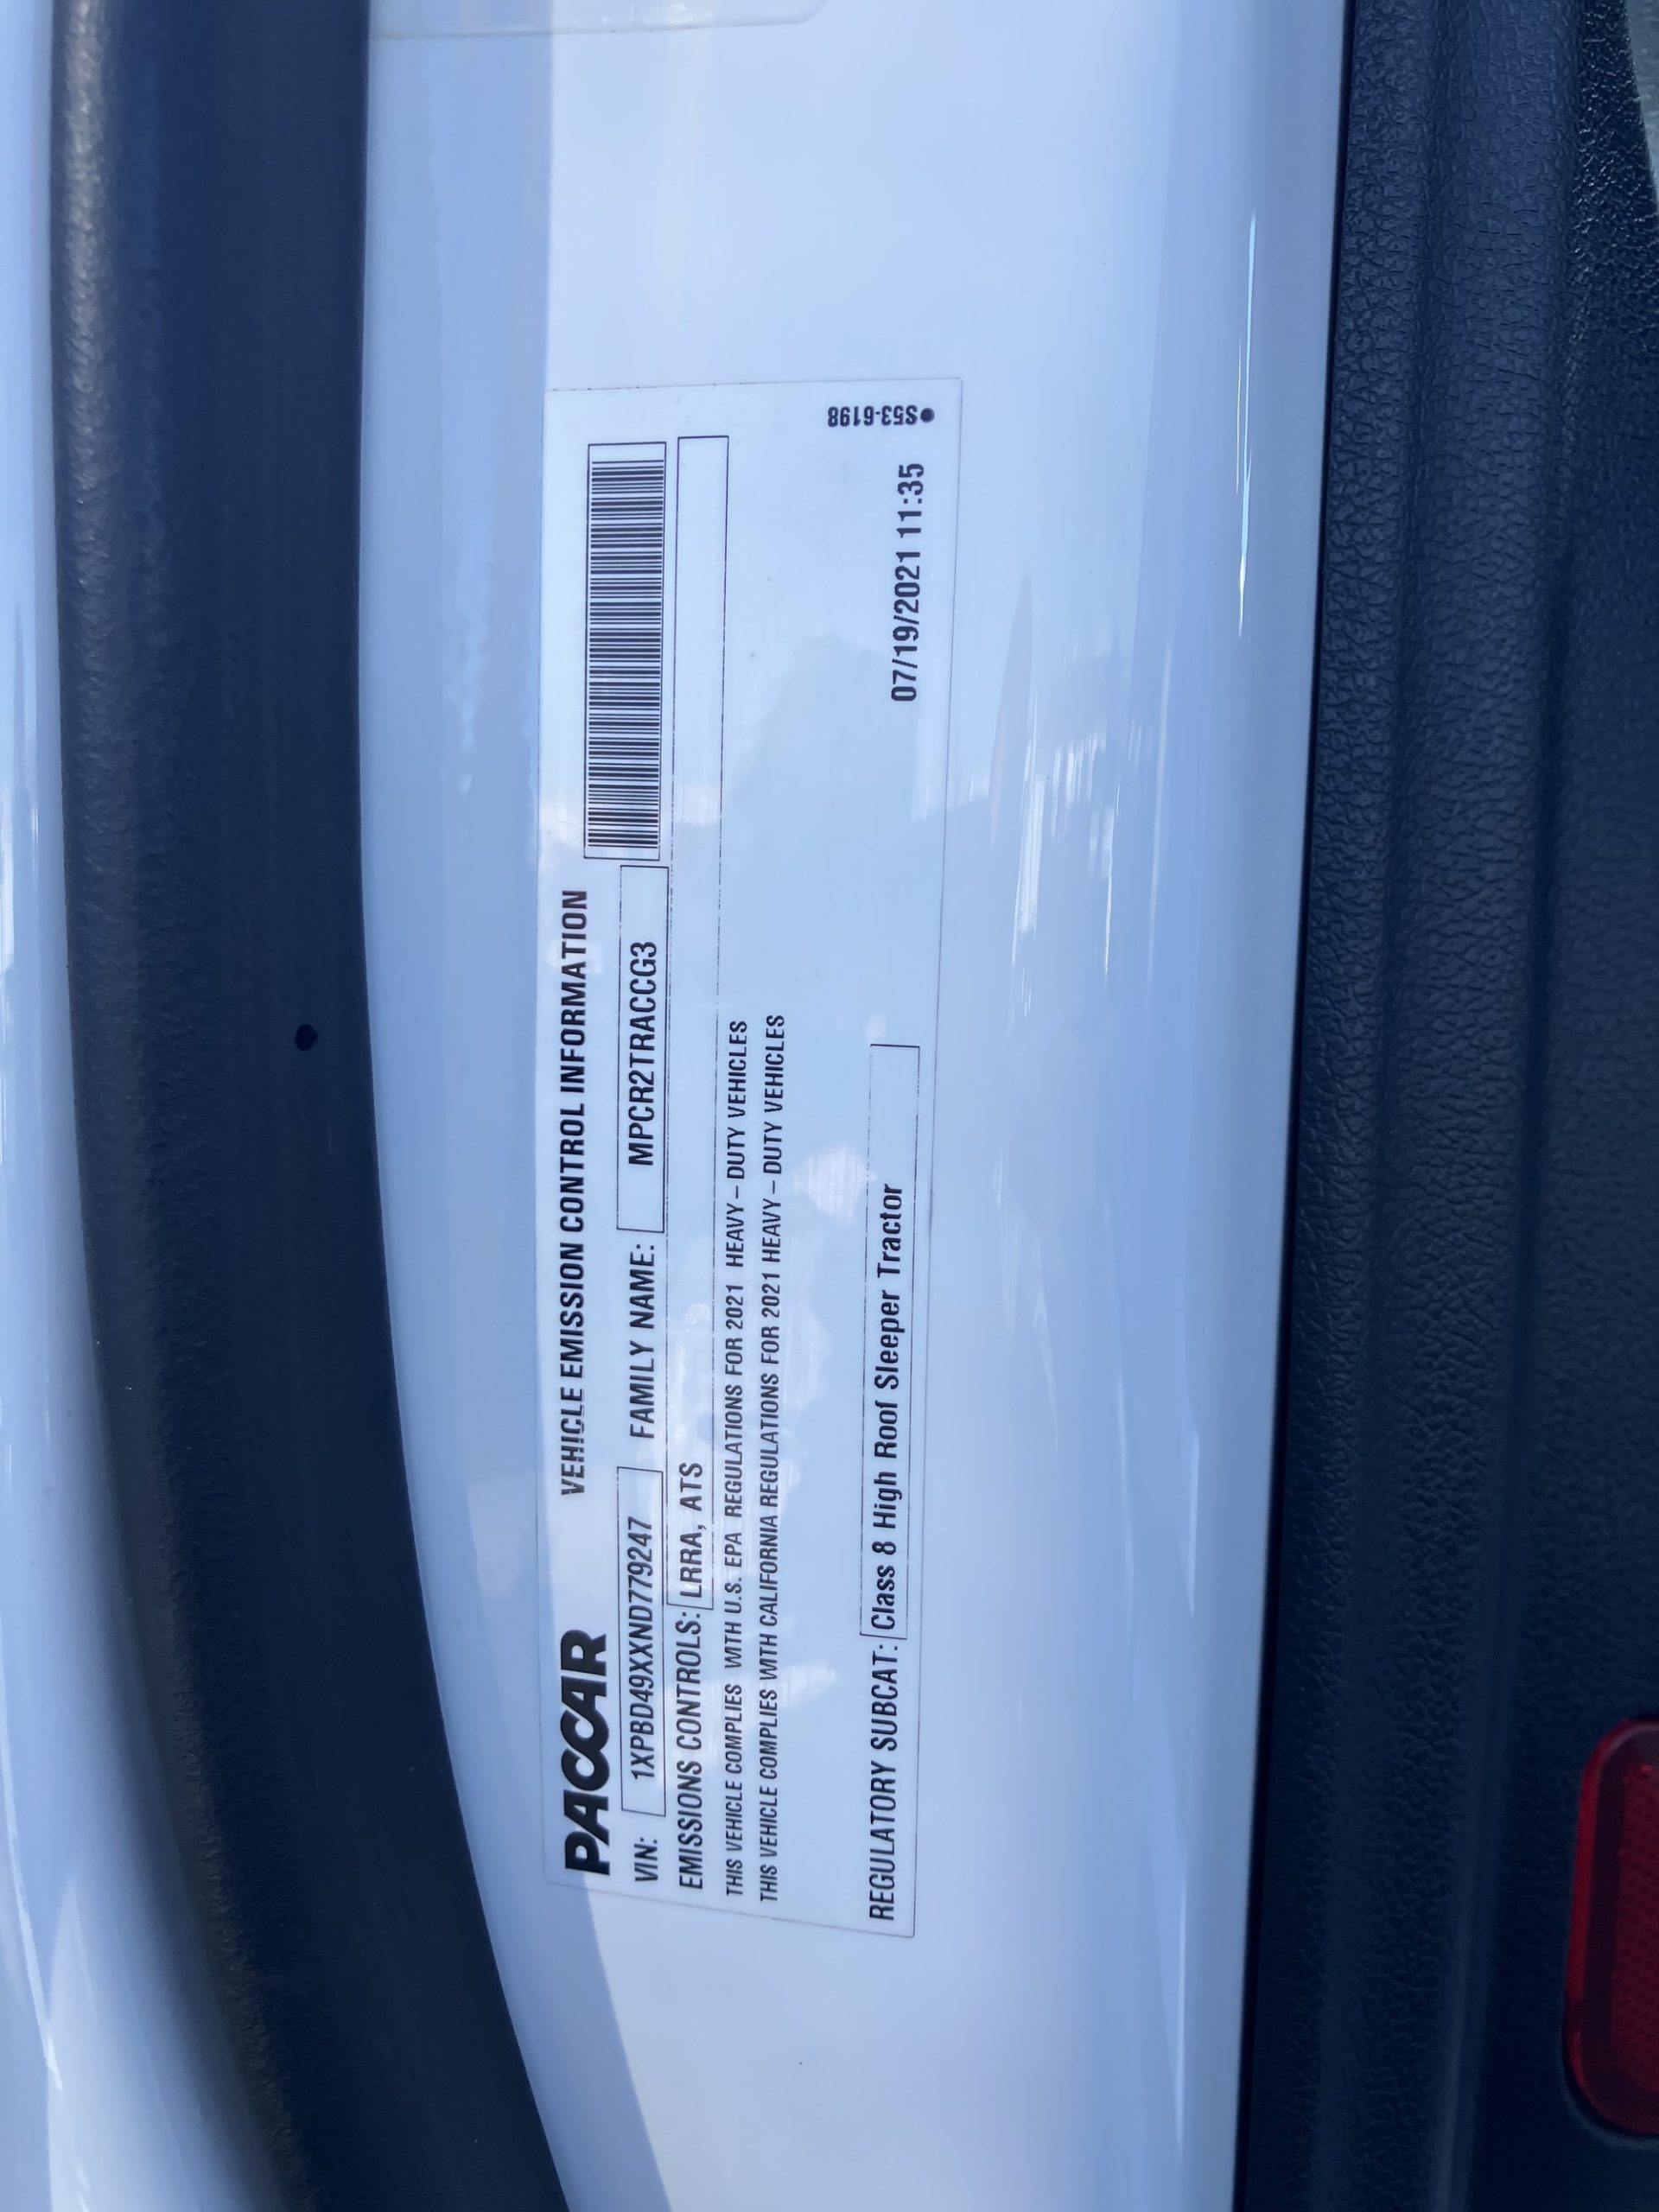 PACCAR VEHICLE EMISSION CONTROL INFORMATION
VIN: 1XPBD49XXND779247 FAMILY NAME: MPCR2TRACCG3
EMISSIONS CONTROLS: LRRA, ATS
THIS VEHICLE COMPLIES WITH U.S. EPA REGULATIONS FOR 2021 HEAVY – DUTY VEHICLES
THIS VEHICLE COMPLIES WITH CALIFORNIA REGULATIONS FOR 2021 HEAVY – DUTY VEHICLES
REGULATORY SUBCAT: Class 8 High Roof Sleeper Tractor 07/19/2021 11:35
●S53-6198